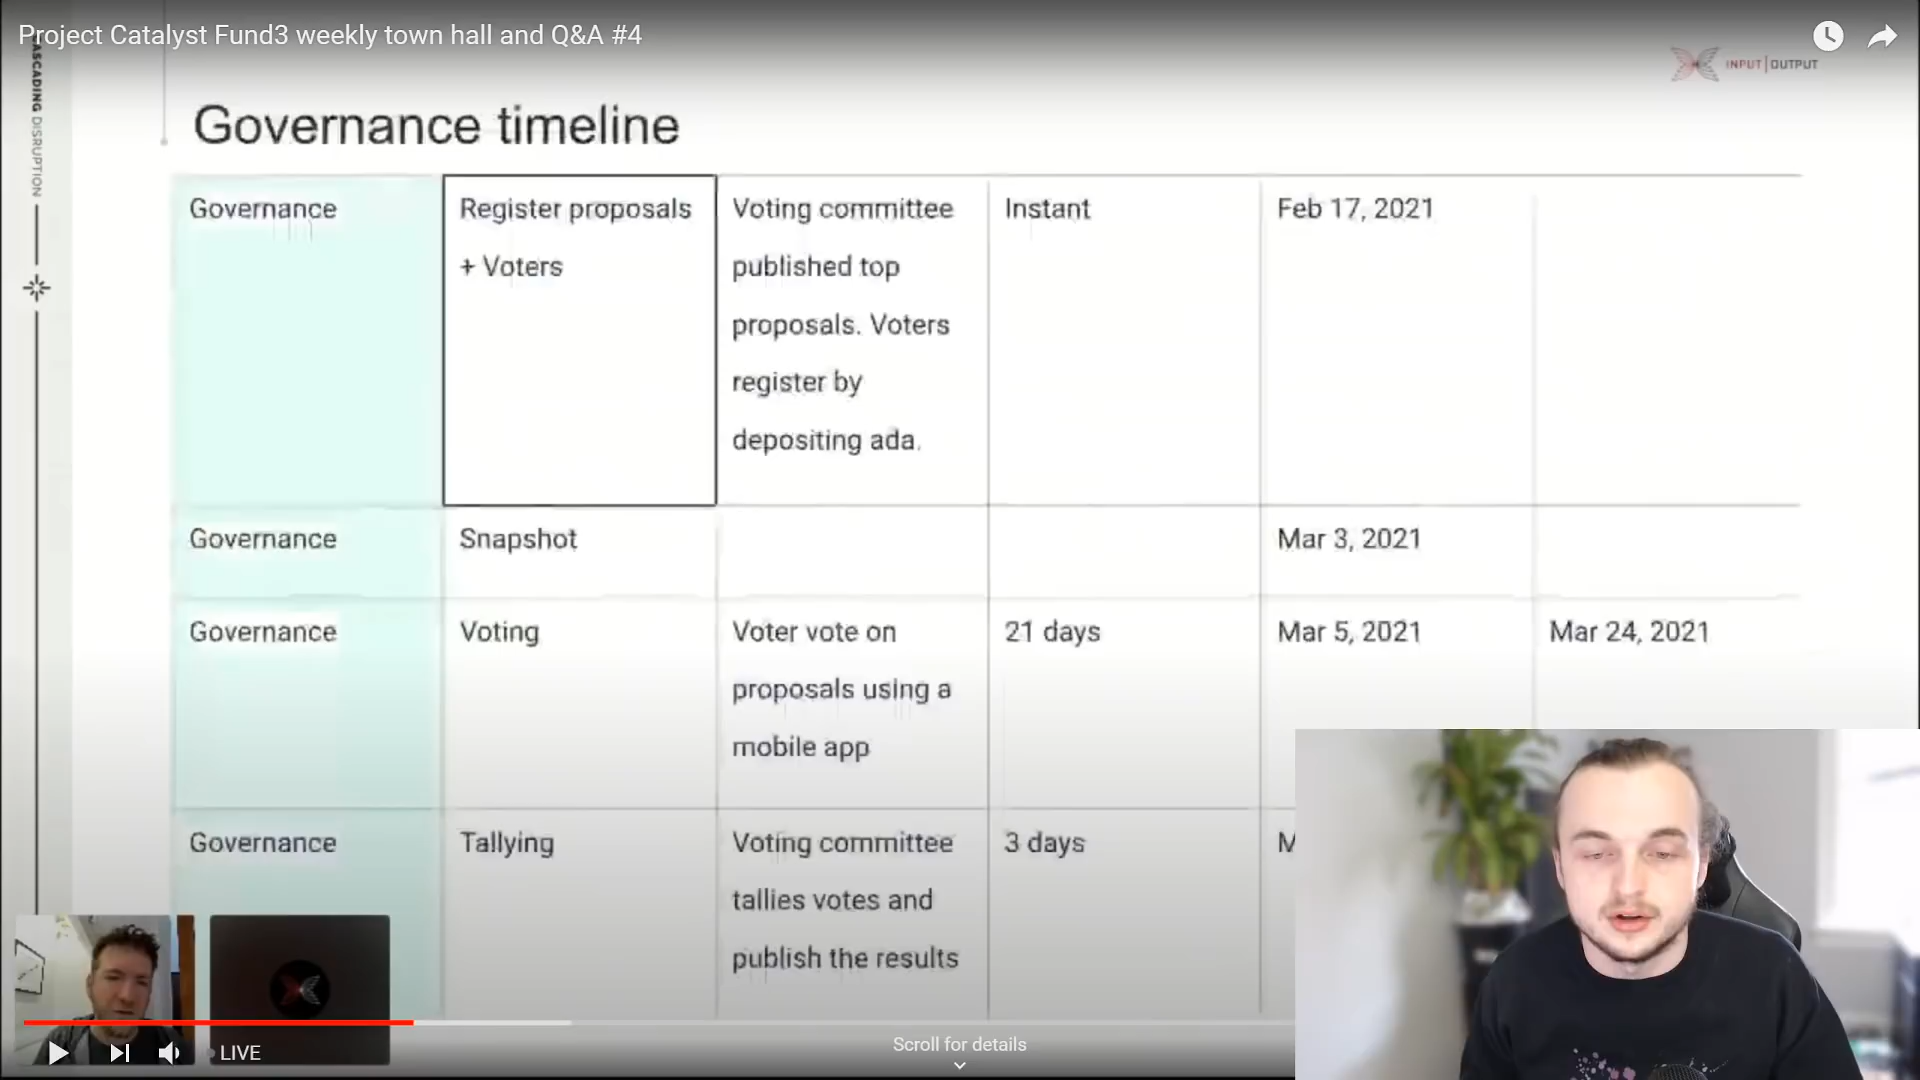 Project Catalyst Fund3 weekly town hall and Q&A #4
CASCADING DISRUPTION
INPUT | OUTPUT
Governance timeline
Governance
Register proposals
+ Voters
Voting committee
published top
proposals. Voters
register by
depositing ada.
Instant
Feb 17, 2021
Governance
Snapshot
Mar 3, 2021
Governance
Voting
Voter vote on
proposals using a
mobile app
21 days
Mar 5, 2021
Mar 24, 2021
Governance
Tallying
Voting committee
tallies votes and
publish the results
3 days
M
LIVE
Scroll for details